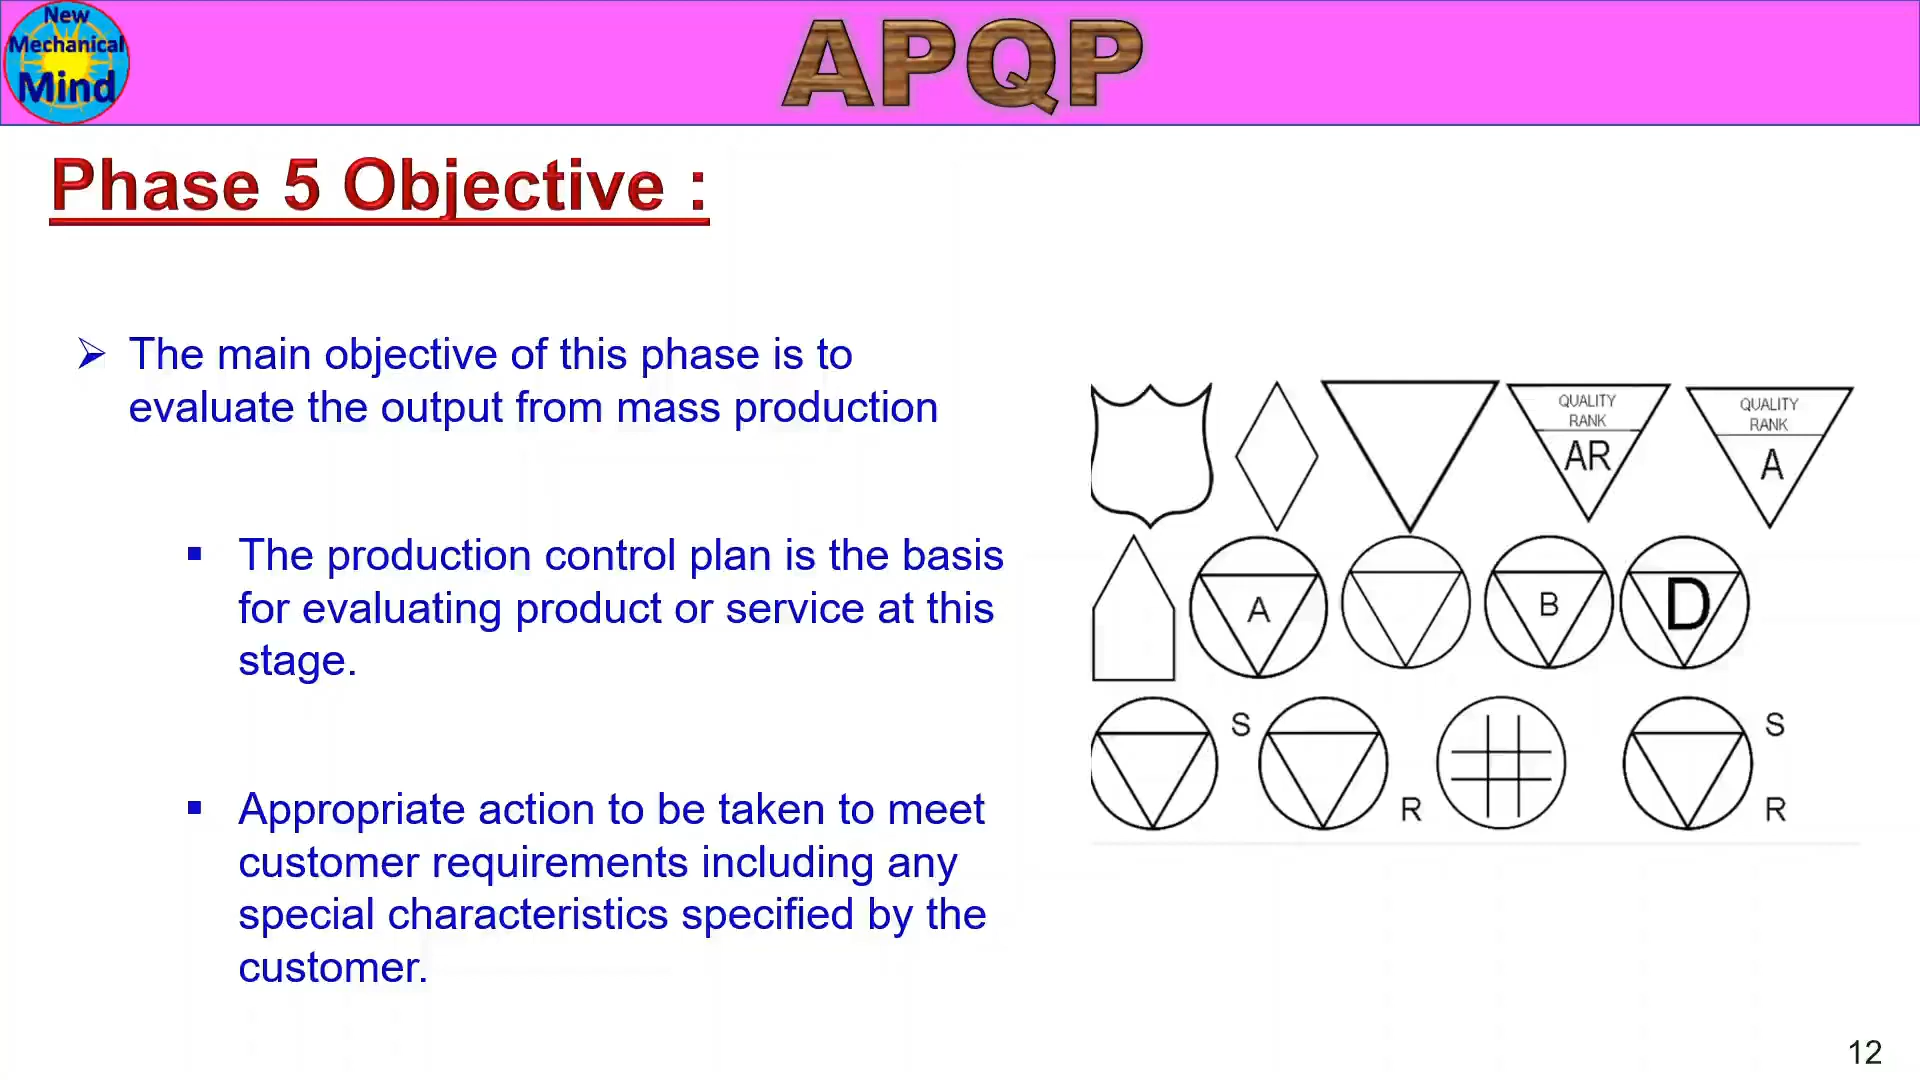 New
Mechanical
Mind
APQP
Phase 5 Objective :
➢ The main objective of this phase is to
evaluate the output from mass production
▪ The production control plan is the basis
for evaluating product or service at this
stage.
▪ Appropriate action to be taken to meet
customer requirements including any
special characteristics specified by the
customer.
QUALITY
RANK
AR
QUALITY
RANK
A
A
B
D
S
R
S
R
12